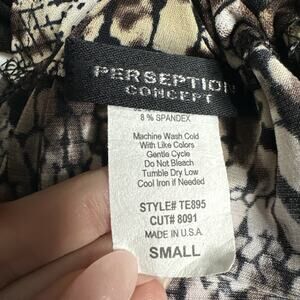 PERSEPTION
CONCEPT
8 % SPANDEX
Machine Wash Cold
With Like Colors
Gentle Cycle
Do Not Bleach
Tumble Dry Low
Cool Iron if Needed
STYLE# TE895
CUT# 8091
MADE IN U.S.A.
SMALL